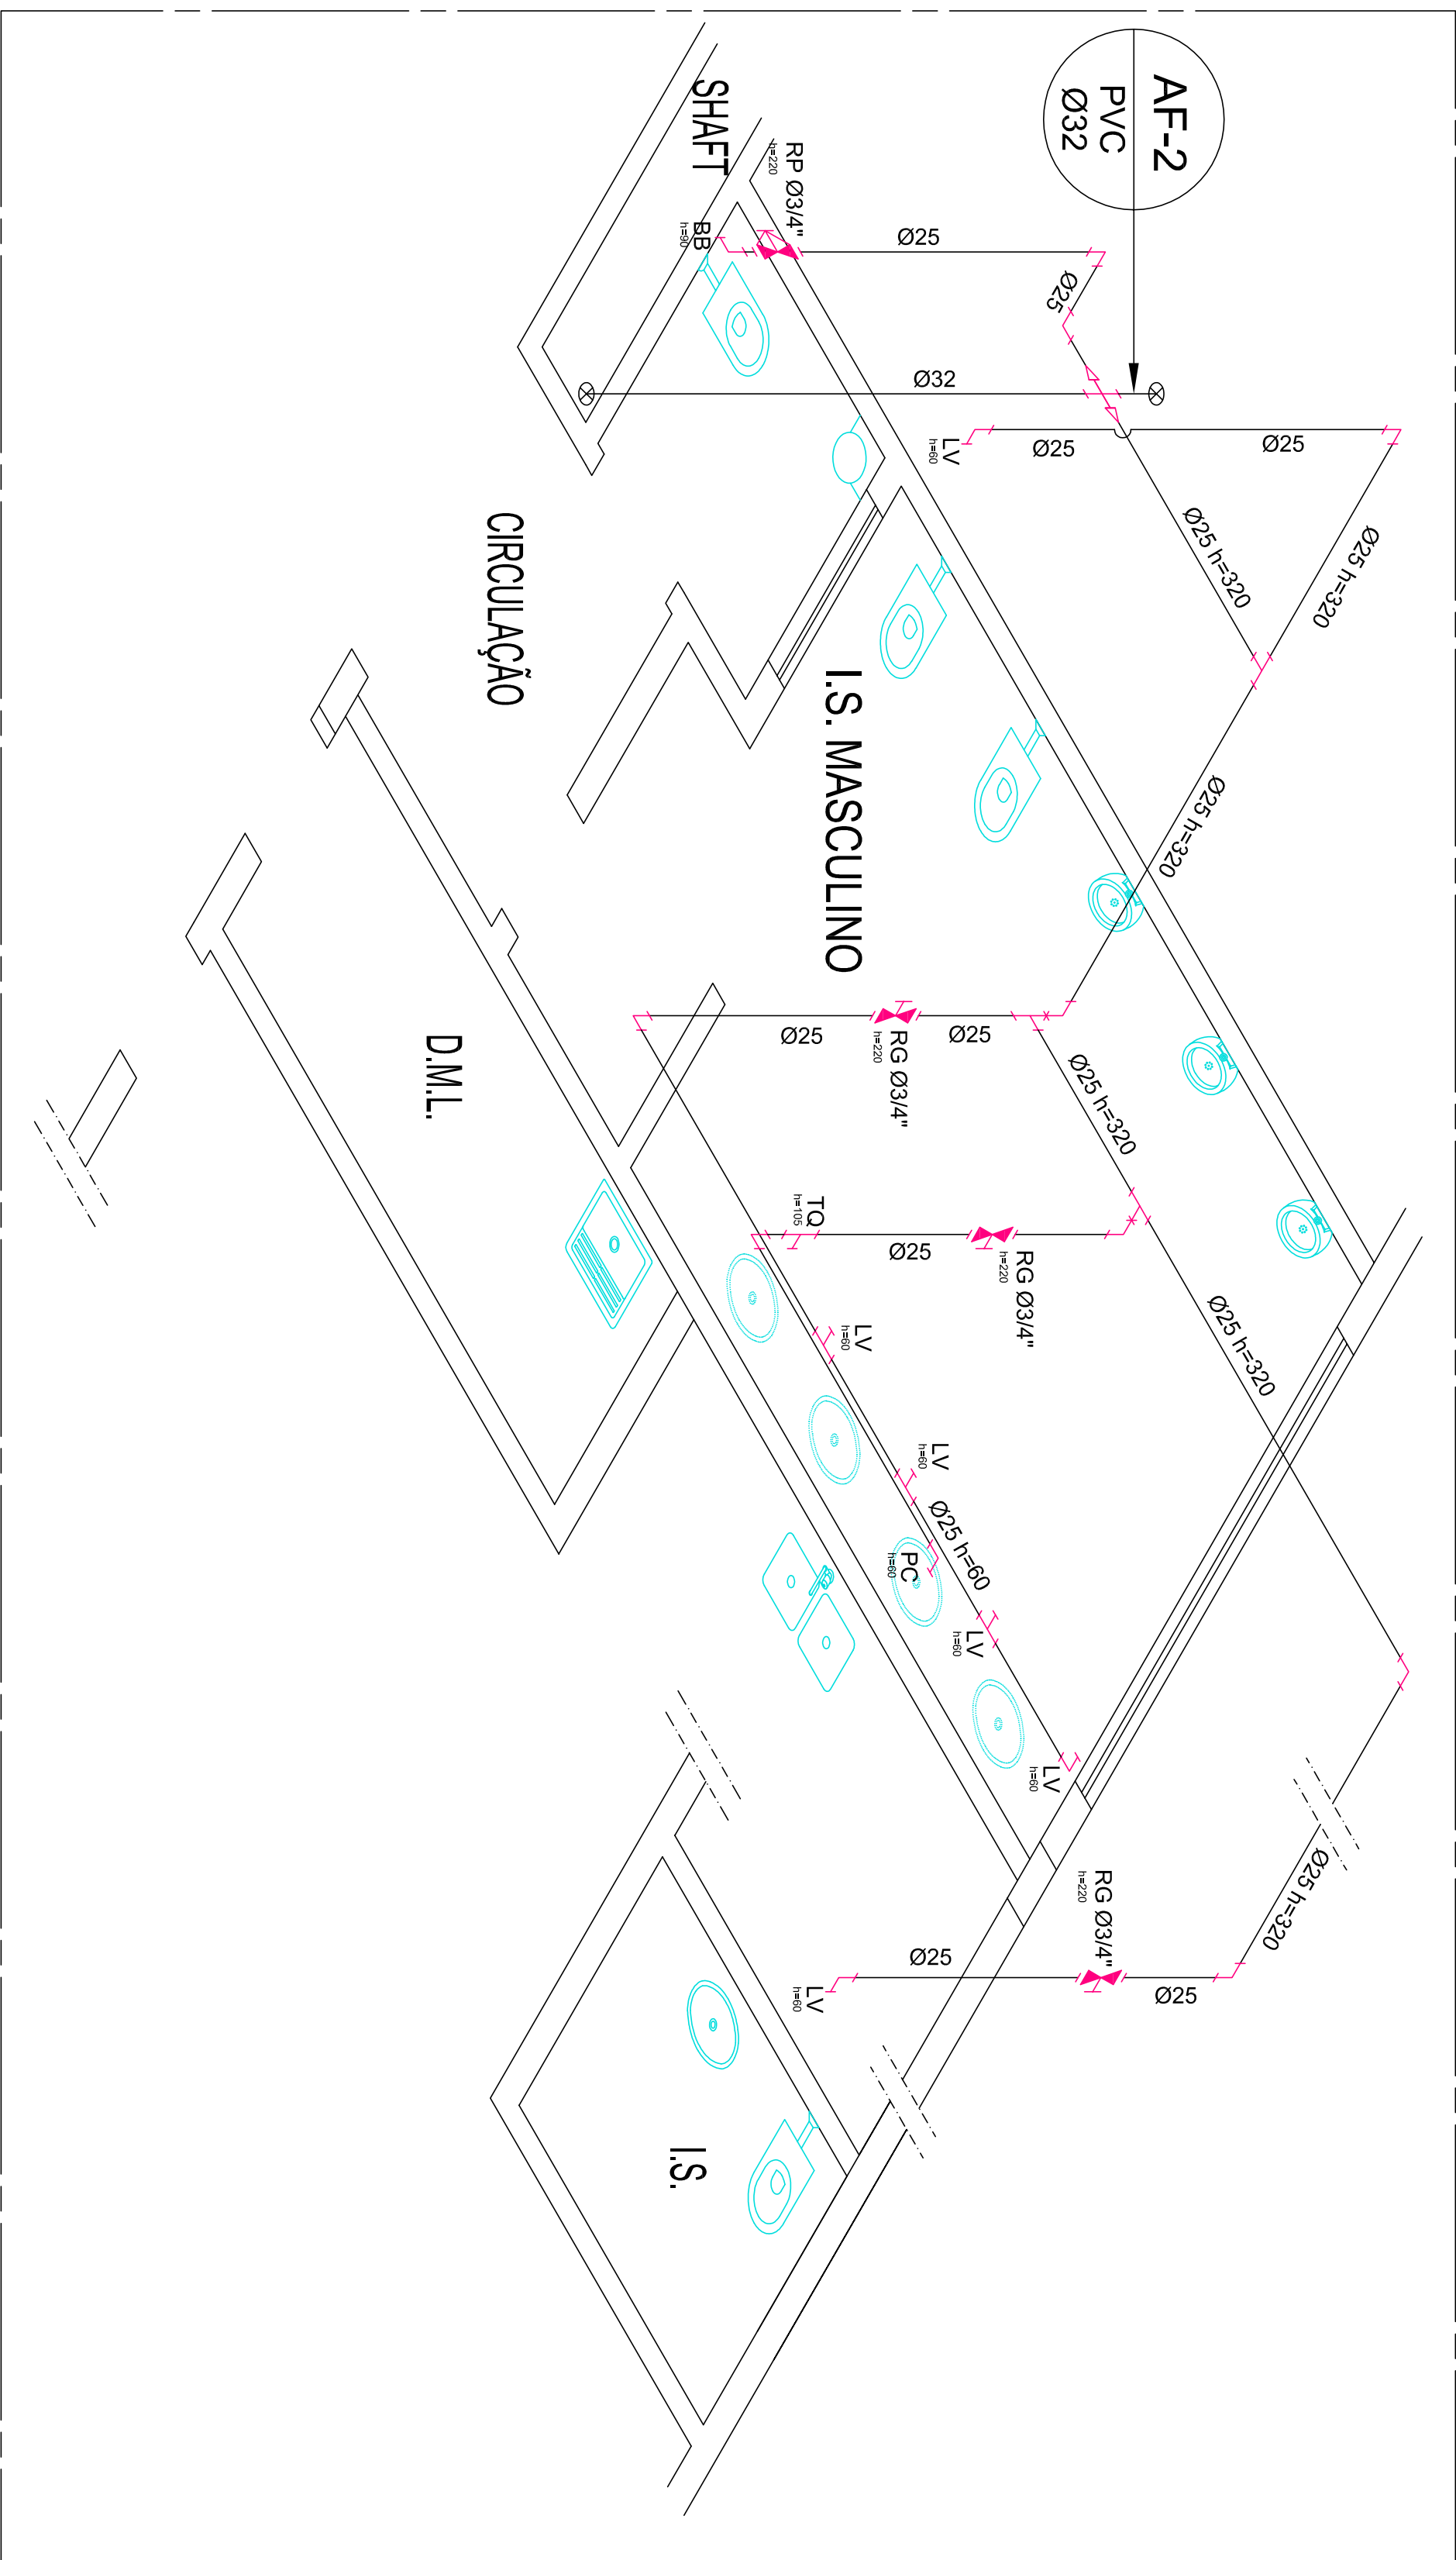 AF-2
PVC
Ø32
SHAFT
RP Ø3/4"
h=220
BB
h=90
Ø25
Ø25
Ø32
LV
h=60
Ø25
Ø25
Ø25 h=320
Ø25 h=320
CIRCULAÇÃO
I.S. MASCULINO
Ø25 h=320
D.M.L.
Ø25
RG Ø3/4"
h=220
Ø25
Ø25 h=320
TQ
h=105
Ø25
RG Ø3/4"
h=220
Ø25 h=320
LV
h=60
LV
h=60
Ø25 h=60
PC
h=60
LV
h=60
LV
h=60
RG Ø3/4"
h=220
Ø25 h=320
Ø25
Ø25
LV
h=60
I.S.